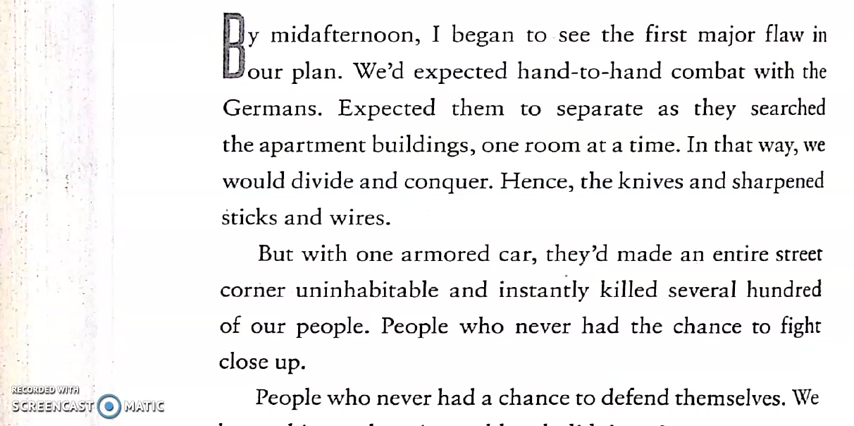 By midafternoon, I began to see the first major flaw in
our plan. We'd expected hand-to-hand combat with the
Germans. Expected them to separate as they searched
the apartment buildings, one room at a time. In that way, we
would divide and conquer. Hence, the knives and sharpened
sticks and wires.
But with one armored car, they'd made an entire street
corner uninhabitable and instantly killed several hundred
of our people. People who never had the chance to fight
close up.
People who never had a chance to defend themselves. We
RECORDED WITH
SCREENCAST MATIC